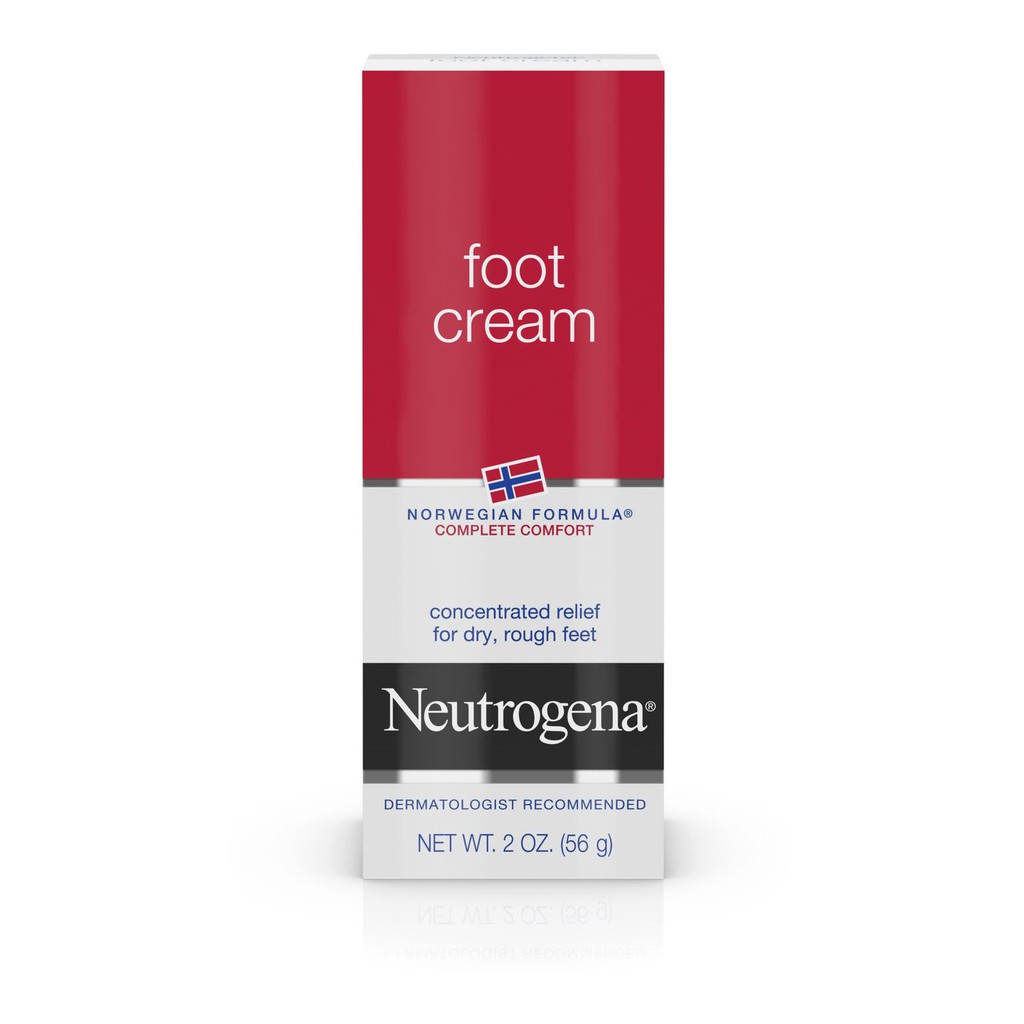 foot
cream
NORWEGIAN FORMULA®
COMPLETE COMFORT
concentrated relief
for dry, rough feet
Neutrogena®
DERMATOLOGIST RECOMMENDED
NET WT. 2 OZ. (56 g)